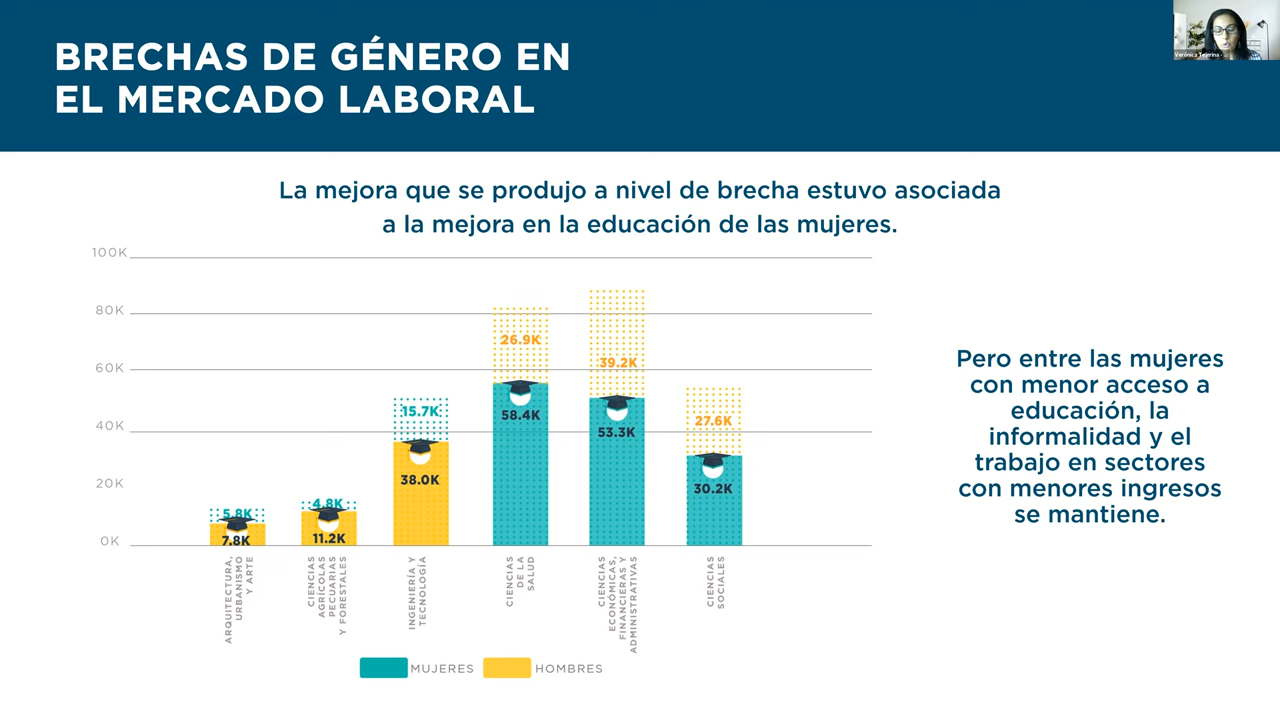 BRECHAS DE GÉNERO EN
EL MERCADO LABORAL
Verónica Tejerina -
La mejora que se produjo a nivel de brecha estuvo asociada
a la mejora en la educación de las mujeres.
100K
80K
60K
40K
20K
0K
5.8K
7.8K
4.8K
11.2K
15.7K
38.0K
26.9K
58.4K
39.2K
53.3K
27.6K
30.2K
ARQUITECTURA,
URBANISMO
Y ARTE
CIENCIAS
AGRÍCOLAS
PECUARIAS
Y FORESTALES
INGENIERÍA Y
TECNOLOGÍA
CIENCIAS
DE LA
SALUD
CIENCIAS
ECONÓMICAS,
FINANCIERAS Y
ADMINISTRATIVAS
CIENCIAS
SOCIALES
MUJERES
HOMBRES
Pero entre las mujeres
con menor acceso a
educación, la
informalidad y el
trabajo en sectores
con menores ingresos
se mantiene.